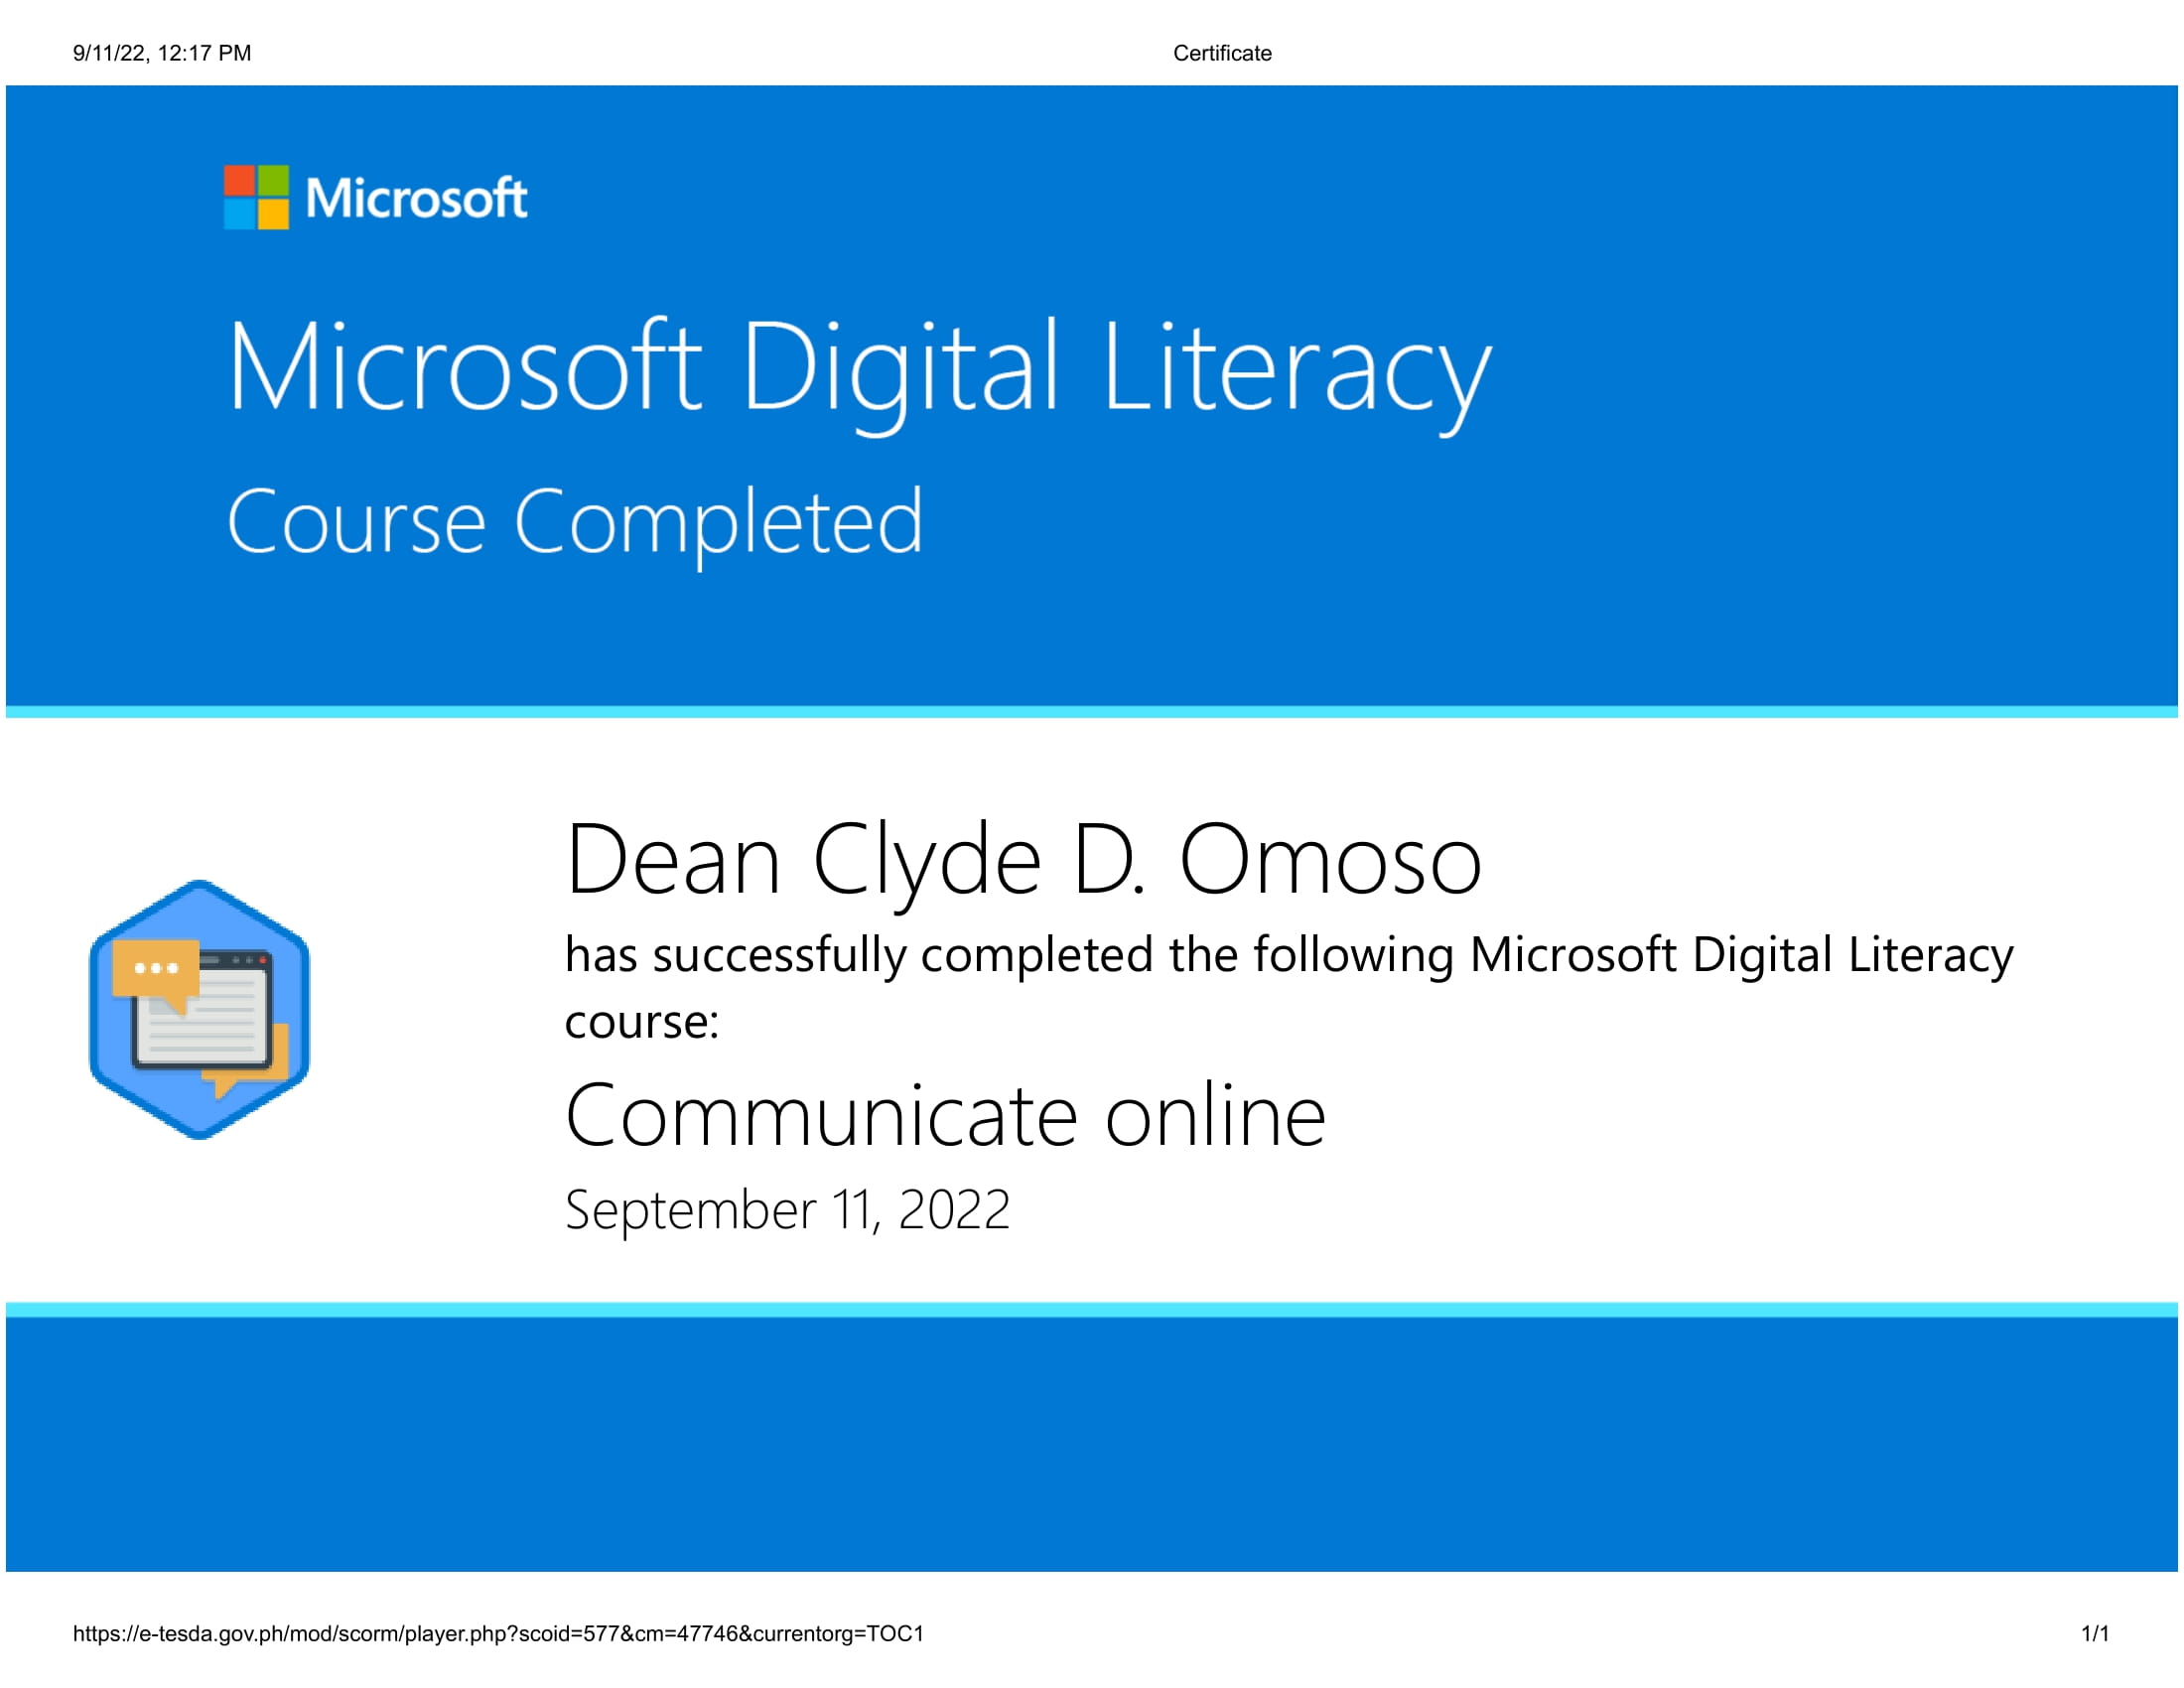 9/11/22, 12:17 PM
Certificate
Microsoft
Microsoft Digital Literacy
Course Completed
Dean Clyde D. Omoso
has successfully completed the following Microsoft Digital Literacy
course:
Communicate online
September 11, 2022
https://e-tesda.gov.ph/mod/scorm/player.php?scoid=577&cm=47746&currentorg=TOC1
1/1